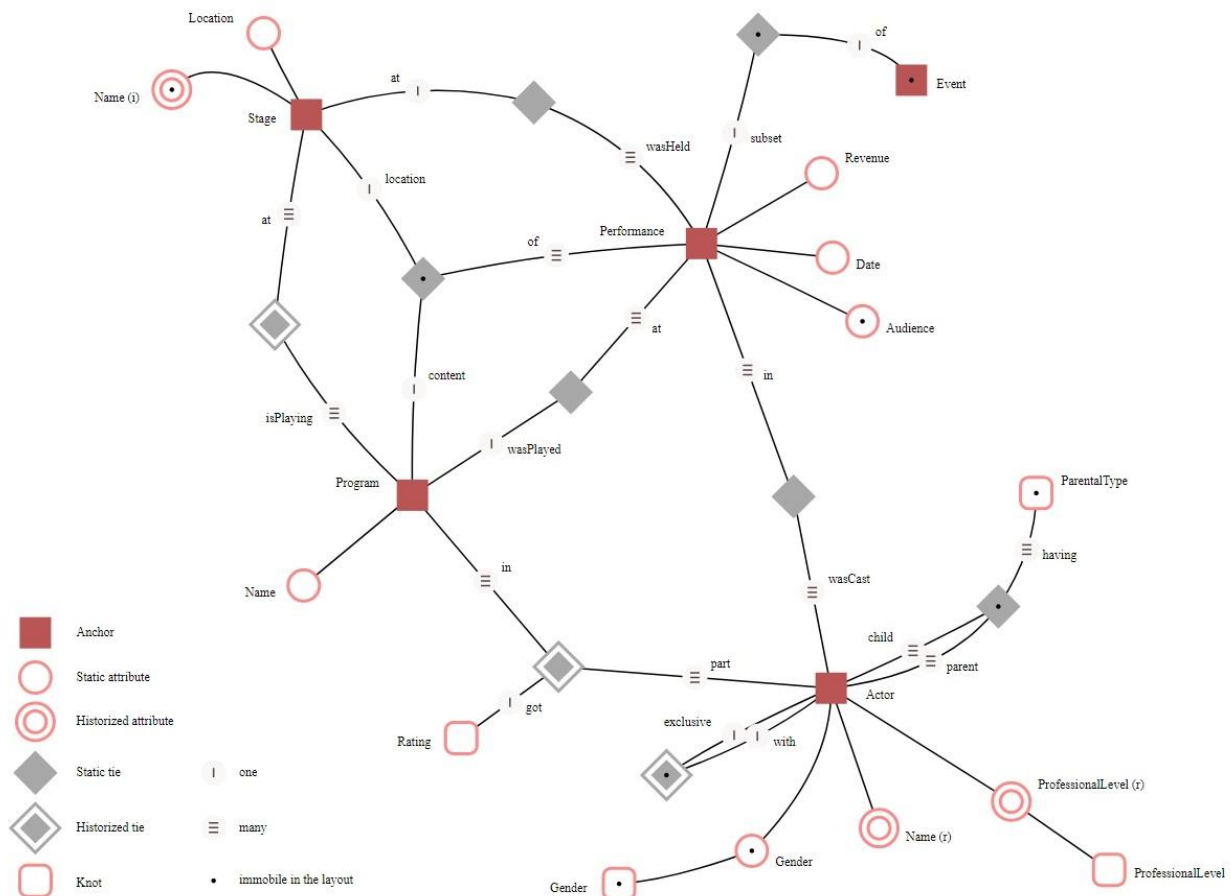 Location
of
at
Name (i)
Event
Stage
wasHeld
subset
Revenue
location
at
Performance
of
Date
Audience
at
in
content
isPlaying
wasPlayed
Program
ParentalType
having
in
Name
wasCast
Anchor
child
part
parent
Actor
Static attribute
got
exclusive
with
Historized attribute
Rating
Static tie
one
ProfessionalLevel (r)
Historized tie
many
Name (r)
Gender
Knot
immobile in the layout
Gender
ProfessionalLevel